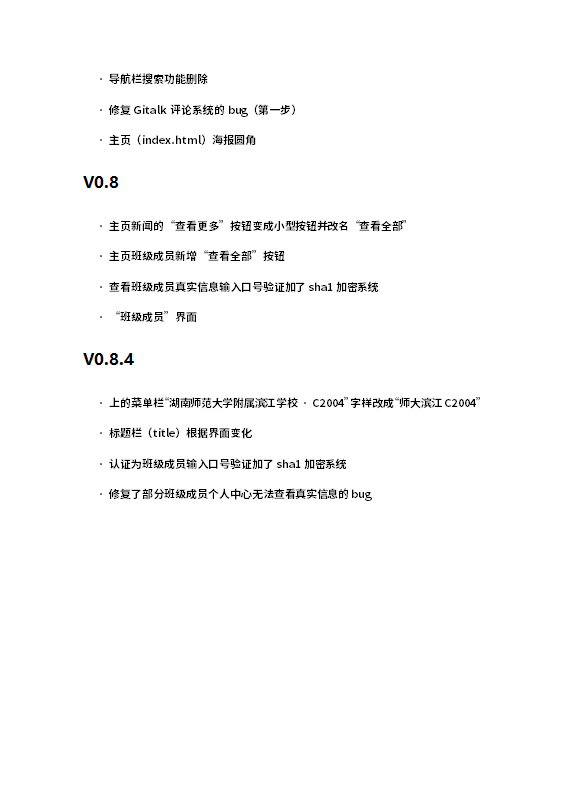 · 导航栏搜索功能删除
· 修复 Gitalk 评论系统的 bug（第一步）
· 主页（index.html）海报圆角
V0.8
· 主页新闻的“查看更多”按钮变成小型按钮并改名“查看全部”
· 主页班级成员新增“查看全部”按钮
· 查看班级成员真实信息输入口号验证加了 sha1 加密系统
· “班级成员”界面
V0.8.4
· 上的菜单栏“湖南师范大学附属滨江学校 · C2004”字样改成“师大滨江 C2004”
· 标题栏（title）根据界面变化
· 认证为班级成员输入口号验证加了 sha1 加密系统
· 修复了部分班级成员个人中心无法查看真实信息的 bug